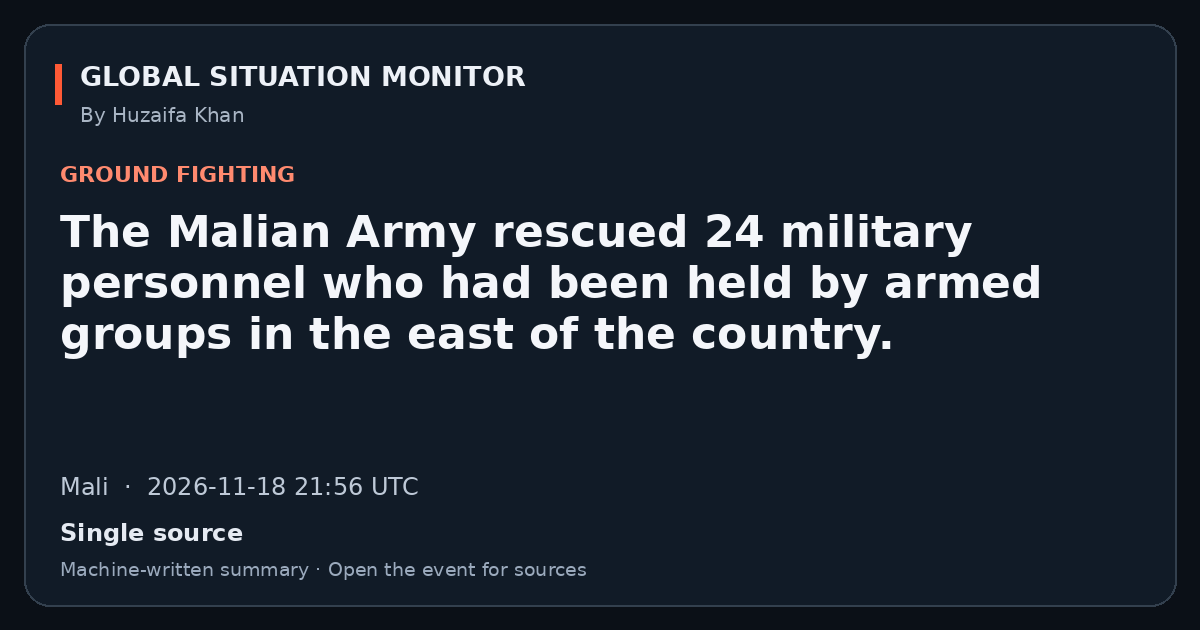 GLOBAL SITUATION MONITOR
By Huzaifa Khan
GROUND FIGHTING
The Malian Army rescued 24 military
personnel who had been held by armed
groups in the east of the country.
Mali · 2026-11-18 21:56 UTC
Single source
Machine-written summary · Open the event for sources